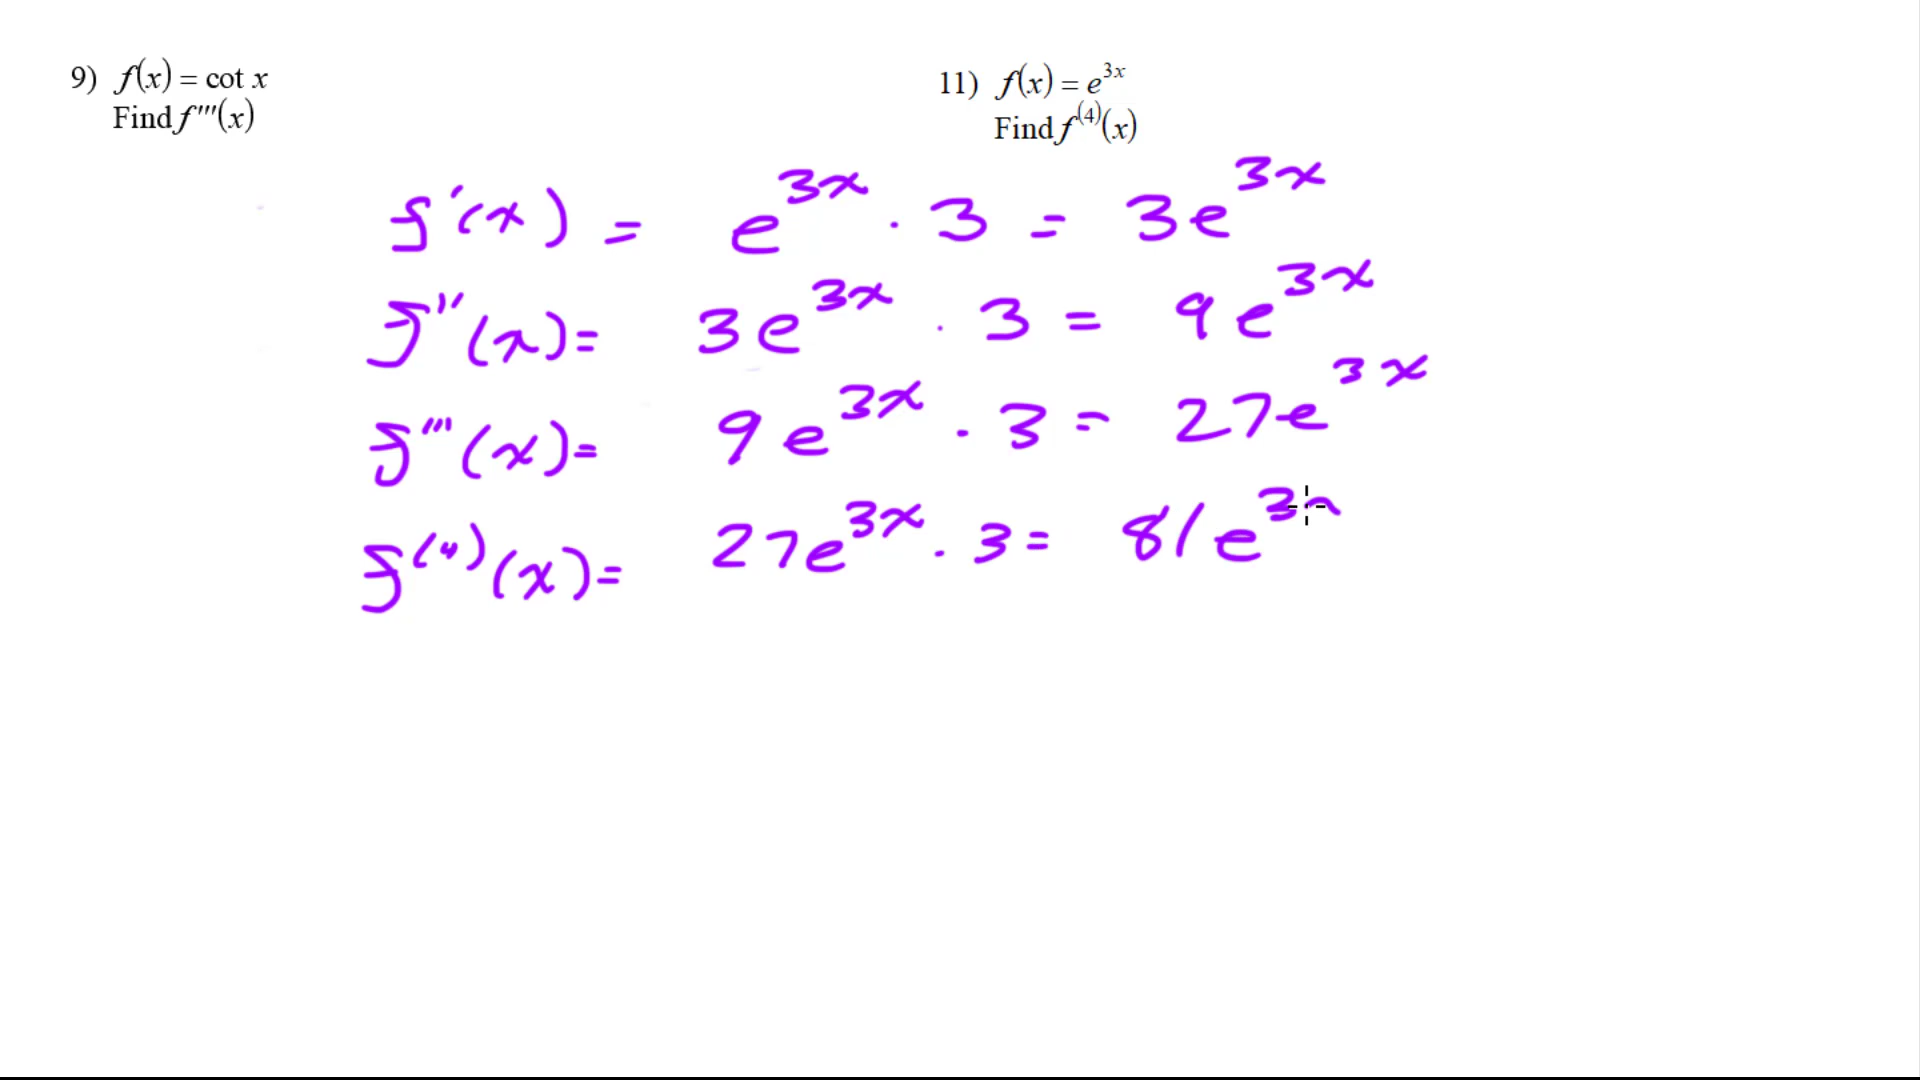 9) f(x) = cot x
Find f'''(x)
11) f(x) = e^{3x}
Find f^{(4)}(x)
f'(x) = e^{3x} · 3 = 3e^{3x}
f''(x) = 3e^{3x} · 3 = 9e^{3x}
f'''(x) = 9e^{3x} · 3 = 27e^{3x}
f^{(4)}(x) = 27e^{3x} · 3 = 81e^{3x}